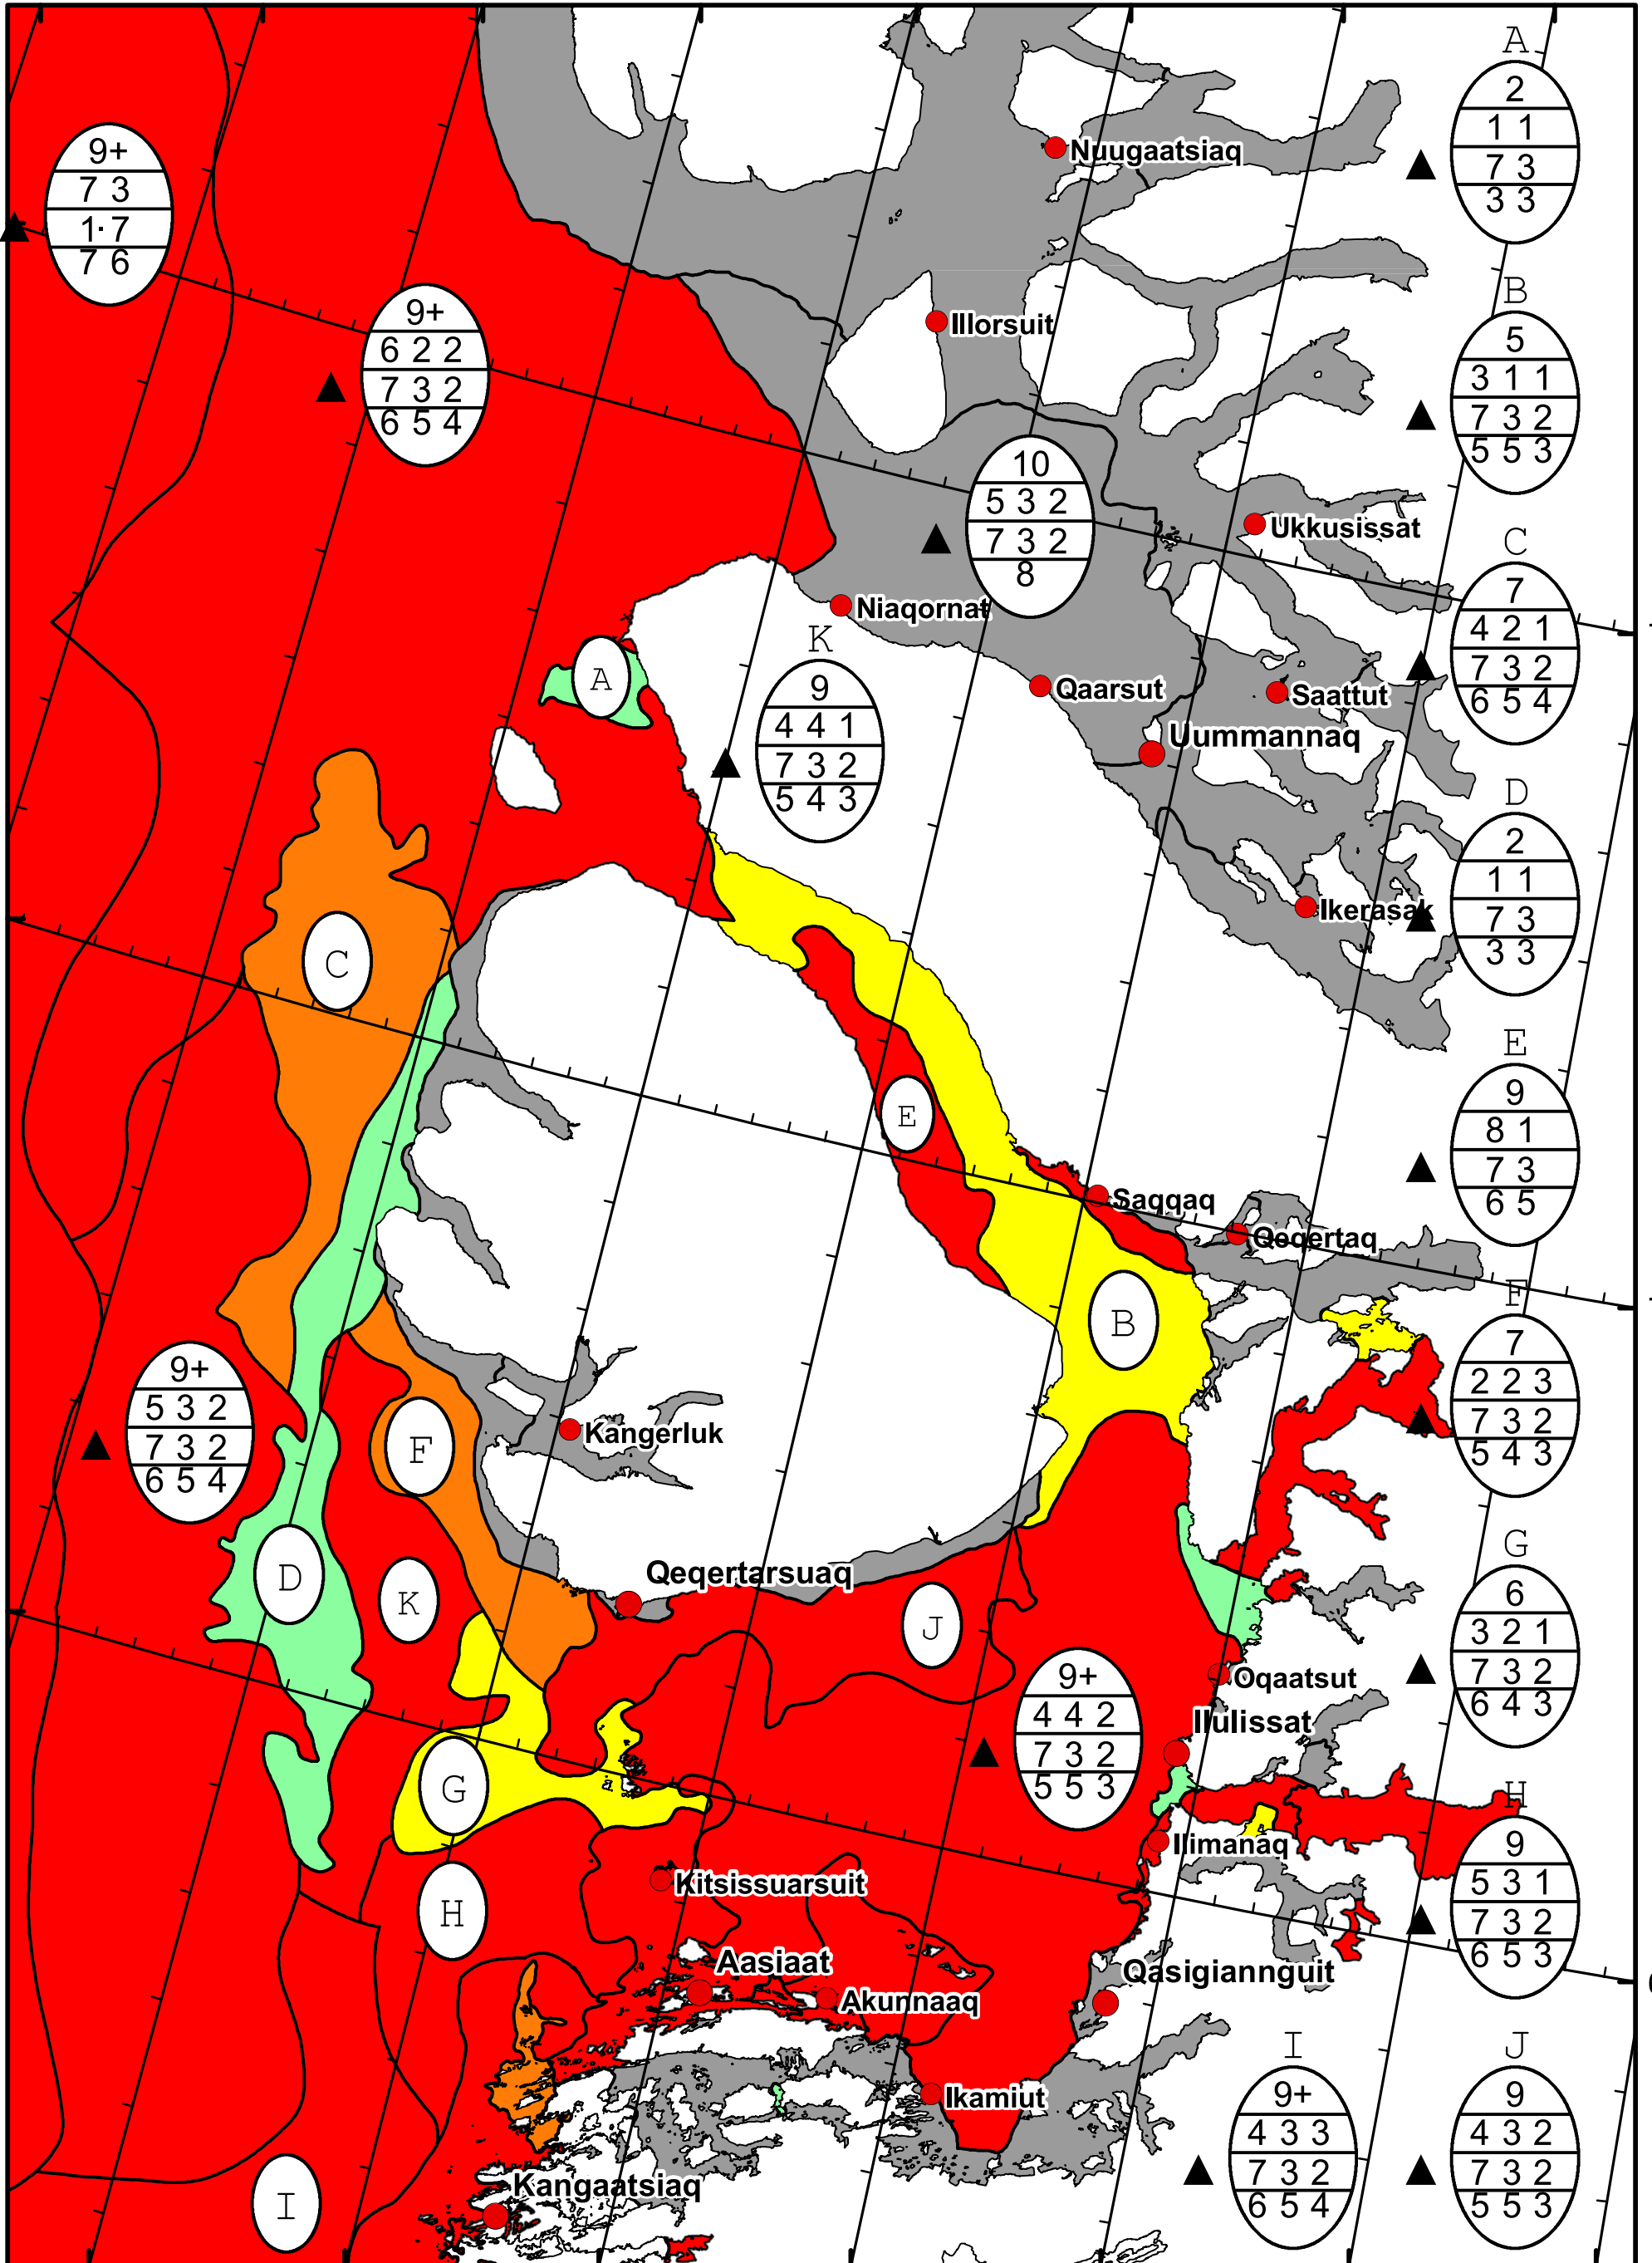 A
2
1 1
7 3
3 3
9+
7 3
1· 7
7 6
Nuugaatsiaq
9+
6 2 2
7 3 2
6 5 4
Illorsuit
B
5
3 1 1
7 3 2
5 5 3
10
5 3 2
7 3 2
8
Ukkusissat
C
7
4 2 1
7 3 2
6 5 4
Niaqornat
K
9
4 4 1
7 3 2
5 4 3
A
Qaarsut
Saattut
Uummannaq
D
2
1 1
7 3
3 3
Ikerasak
C
E
9
8 1
7 3
6 5
E
Saqqaq
Qeqertaq
B
F
7
2 2 3
7 3 2
5 4 3
9+
5 3 2
7 3 2
6 5 4
F
Kangerluk
D
K
Qeqertarsuaq
J
G
6
3 2 1
7 3 2
6 4 3
9+
4 4 2
7 3 2
5 5 3
Oqaatsut
Ilulissat
G
Ilimanaq
H
9
5 3 1
7 3 2
6 5 3
H
Kitsissuarsuit
Aasiaat
Akunnaaq
Qasigiannguit
Ikamiut
I
9+
4 3 3
7 3 2
6 5 4
J
9
4 3 2
7 3 2
5 5 3
I
Kangaatsiaq